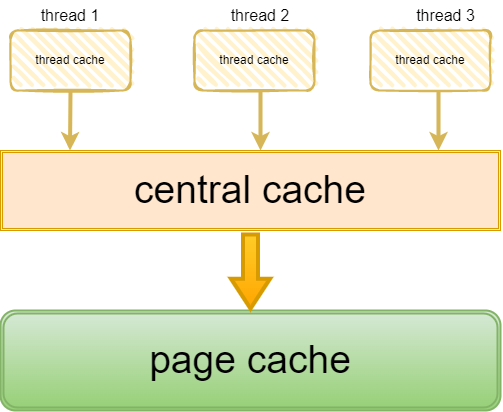 thread 1 thread 2 thread 3
thread cache thread cache thread cache
central cache
page cache